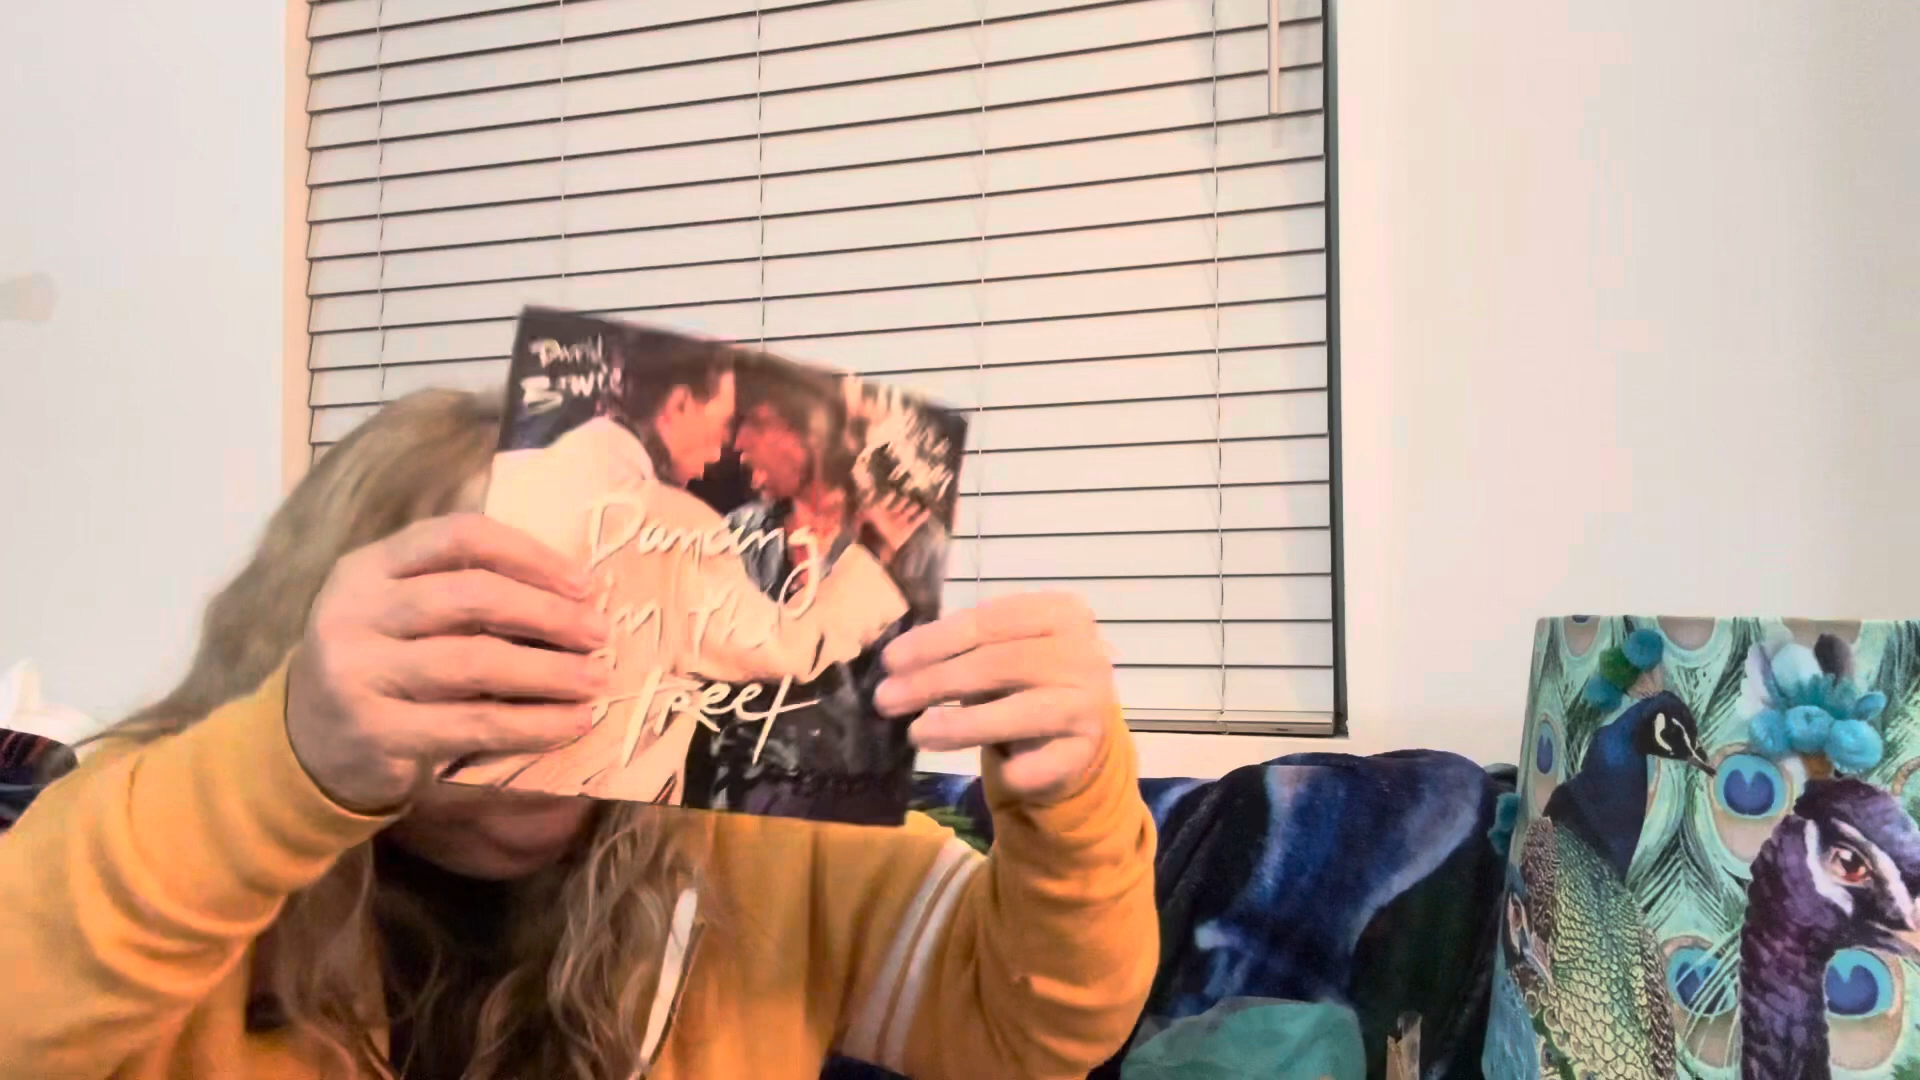 David
Bowie
Dancing
in the
street